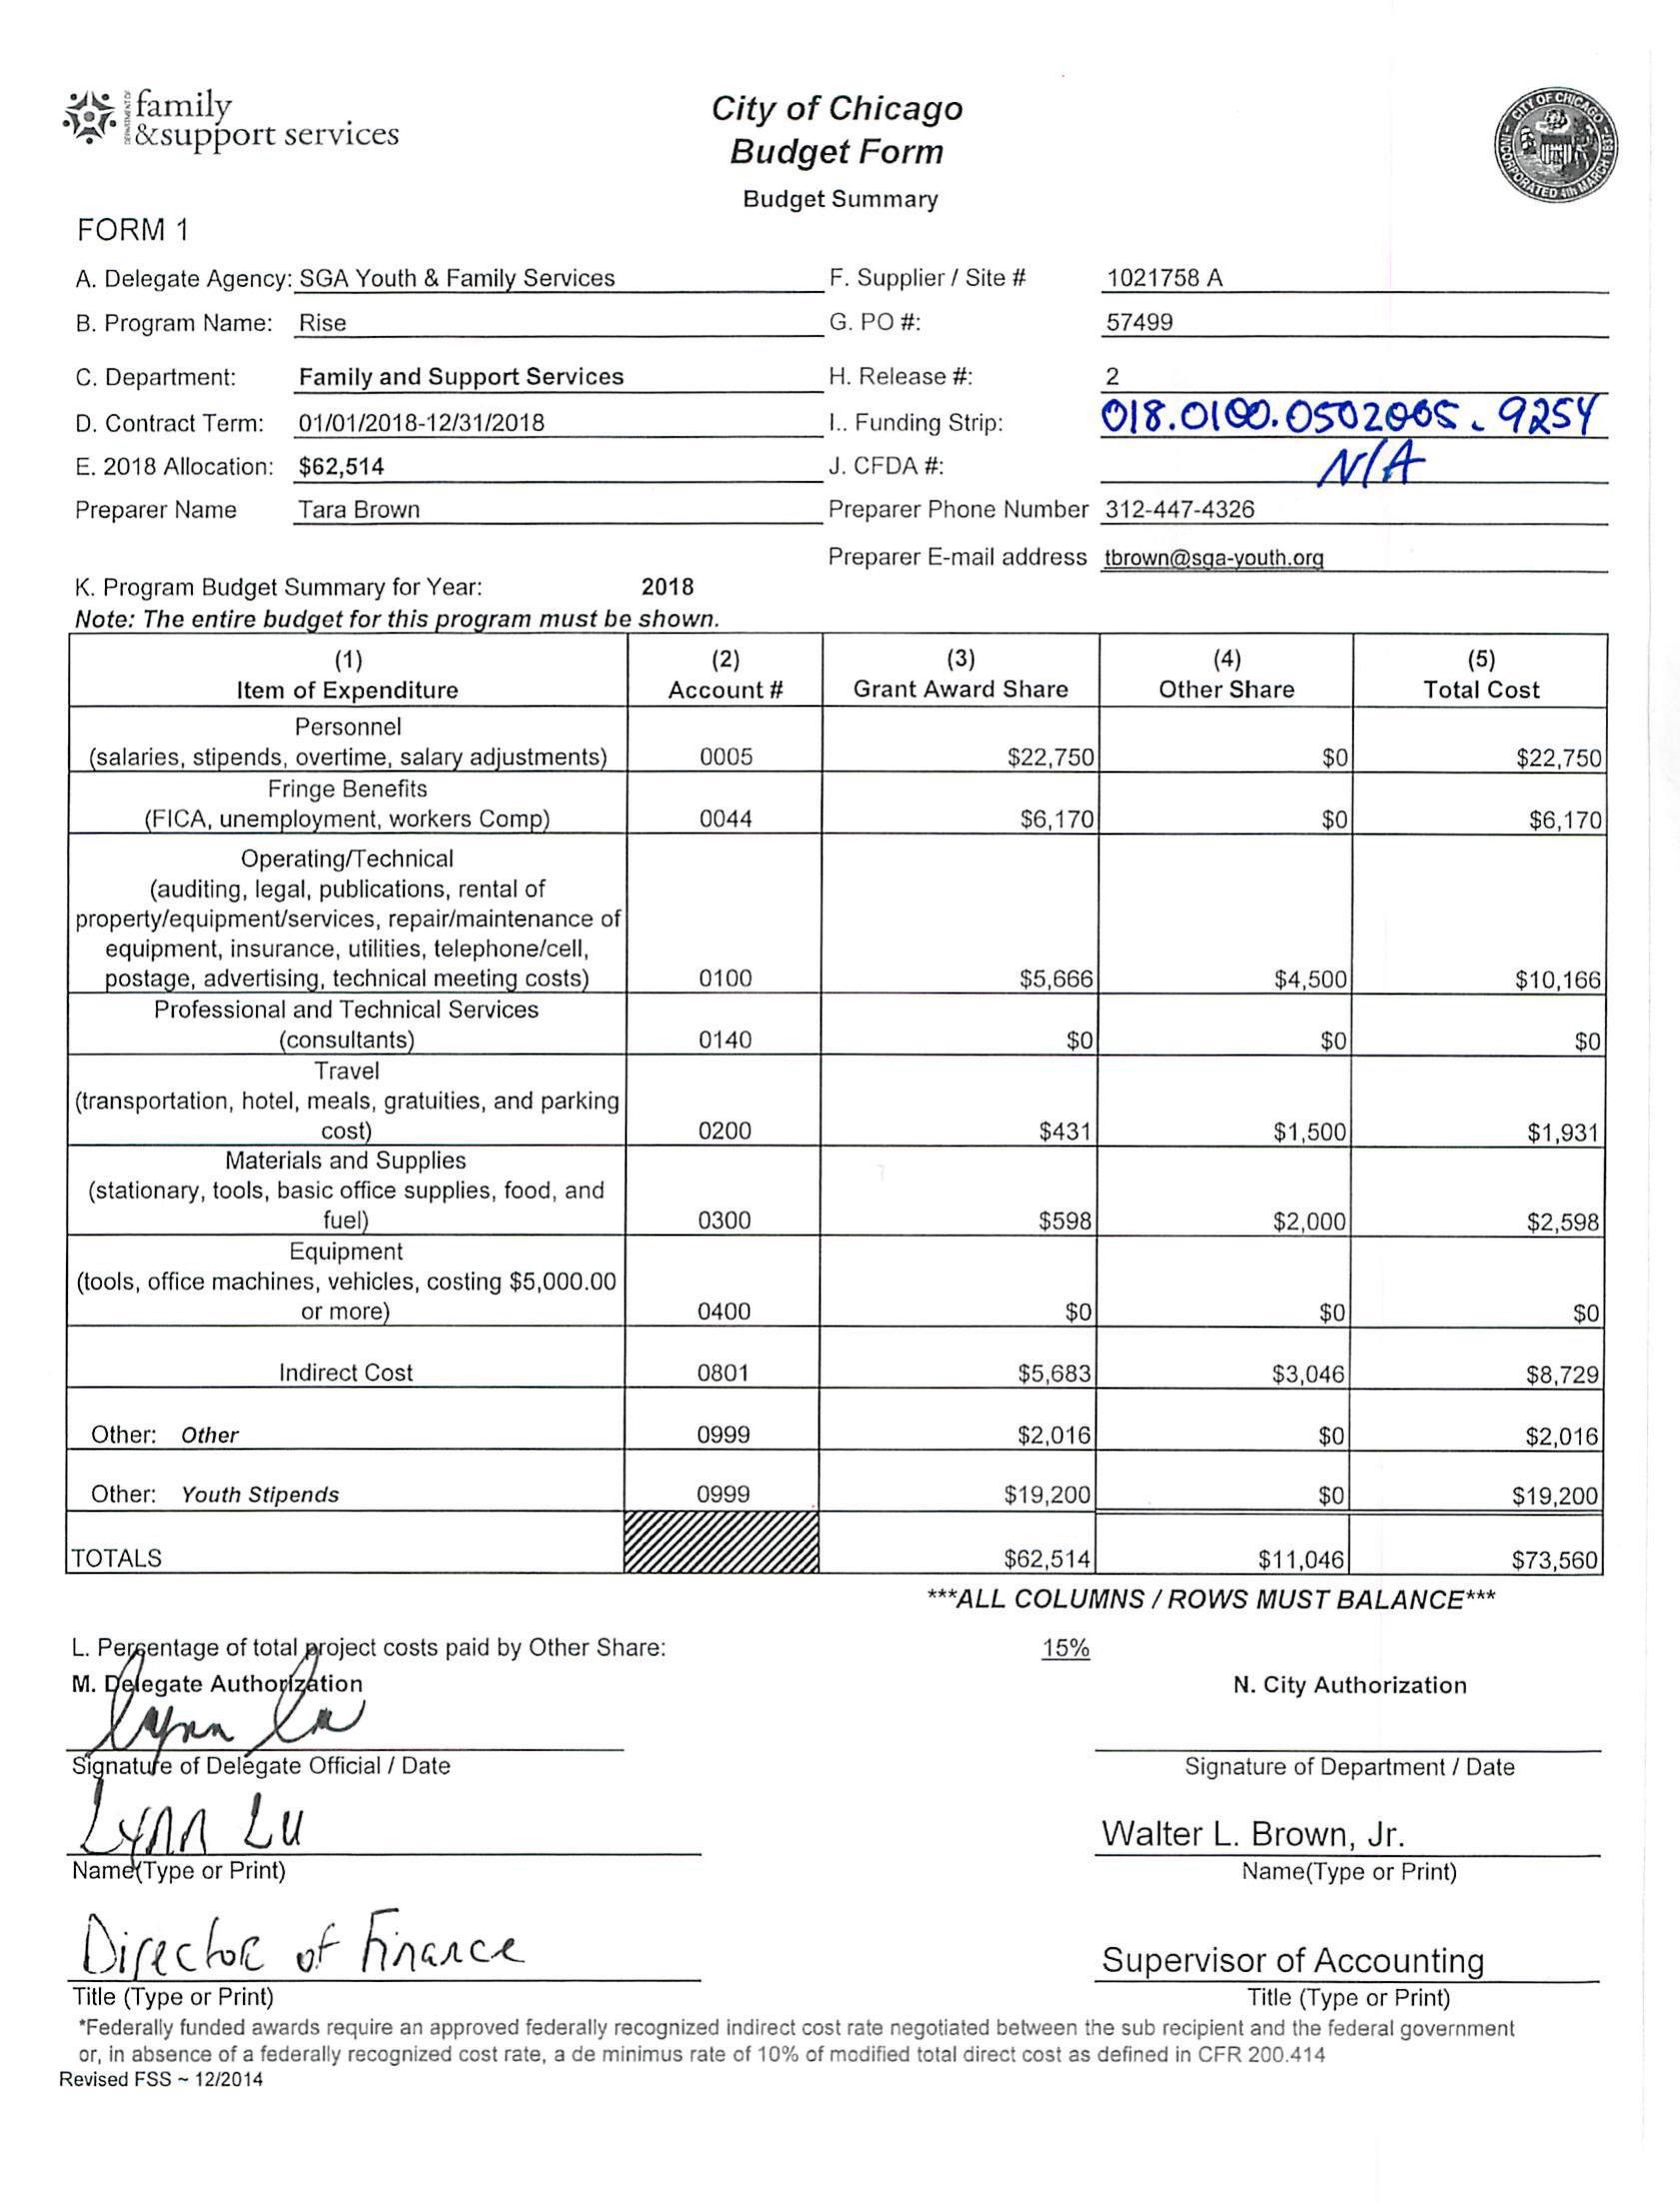 DEPARTMENT OF
family
&support services
City of Chicago
Budget Form
Budget Summary
CITY OF CHICAGO
INCORPORATED 4th MARCH 1837
FORM 1
A. Delegate Agency: SGA Youth & Family Services F. Supplier / Site # 1021758 A
B. Program Name: Rise G. PO #: 57499
C. Department: Family and Support Services H. Release #: 2
D. Contract Term: 01/01/2018-12/31/2018 I.. Funding Strip: 018.0100.0502005.9254
E. 2018 Allocation: $62,514 J. CFDA #: N/A
Preparer Name Tara Brown Preparer Phone Number 312-447-4326
Preparer E-mail address tbrown@sga-youth.org
K. Program Budget Summary for Year: 2018
Note: The entire budget for this program must be shown.
(1) (2) (3) (4) (5)
Item of Expenditure Account # Grant Award Share Other Share Total Cost
Personnel
(salaries, stipends, overtime, salary adjustments) 0005 $22,750 $0 $22,750
Fringe Benefits
(FICA, unemployment, workers Comp) 0044 $6,170 $0 $6,170
Operating/Technical
(auditing, legal, publications, rental of
property/equipment/services, repair/maintenance of
equipment, insurance, utilities, telephone/cell,
postage, advertising, technical meeting costs) 0100 $5,666 $4,500 $10,166
Professional and Technical Services
(consultants) 0140 $0 $0 $0
Travel
(transportation, hotel, meals, gratuities, and parking
cost) 0200 $431 $1,500 $1,931
Materials and Supplies
(stationary, tools, basic office supplies, food, and
fuel) 0300 $598 $2,000 $2,598
Equipment
(tools, office machines, vehicles, costing $5,000.00
or more) 0400 $0 $0 $0
Indirect Cost 0801 $5,683 $3,046 $8,729
Other: Other 0999 $2,016 $0 $2,016
Other: Youth Stipends 0999 $19,200 $0 $19,200
TOTALS $62,514 $11,046 $73,560
***ALL COLUMNS / ROWS MUST BALANCE***
L. Percentage of total project costs paid by Other Share: 15%
M. Delegate Authorization N. City Authorization
Lynn Lu
Signature of Delegate Official / Date Signature of Department / Date
Lynn Lu Walter L. Brown, Jr.
Name(Type or Print) Name(Type or Print)
Director of Finance Supervisor of Accounting
Title (Type or Print) Title (Type or Print)
*Federally funded awards require an approved federally recognized indirect cost rate negotiated between the sub recipient and the federal government
or, in absence of a federally recognized cost rate, a de minimus rate of 10% of modified total direct cost as defined in CFR 200.414
Revised FSS ~ 12/2014